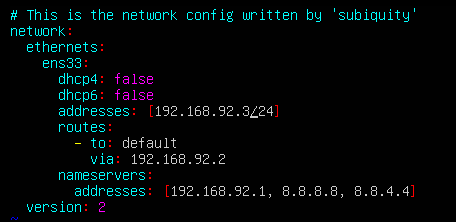 # This is the network config written by 'subiquity'
network:
  ethernets:
    ens33:
      dhcp4: false
      dhcp6: false
      addresses: [192.168.92.3/24]
      routes:
        - to: default
          via: 192.168.92.2
      nameservers:
        addresses: [192.168.92.1, 8.8.8.8, 8.8.4.4]
  version: 2
~